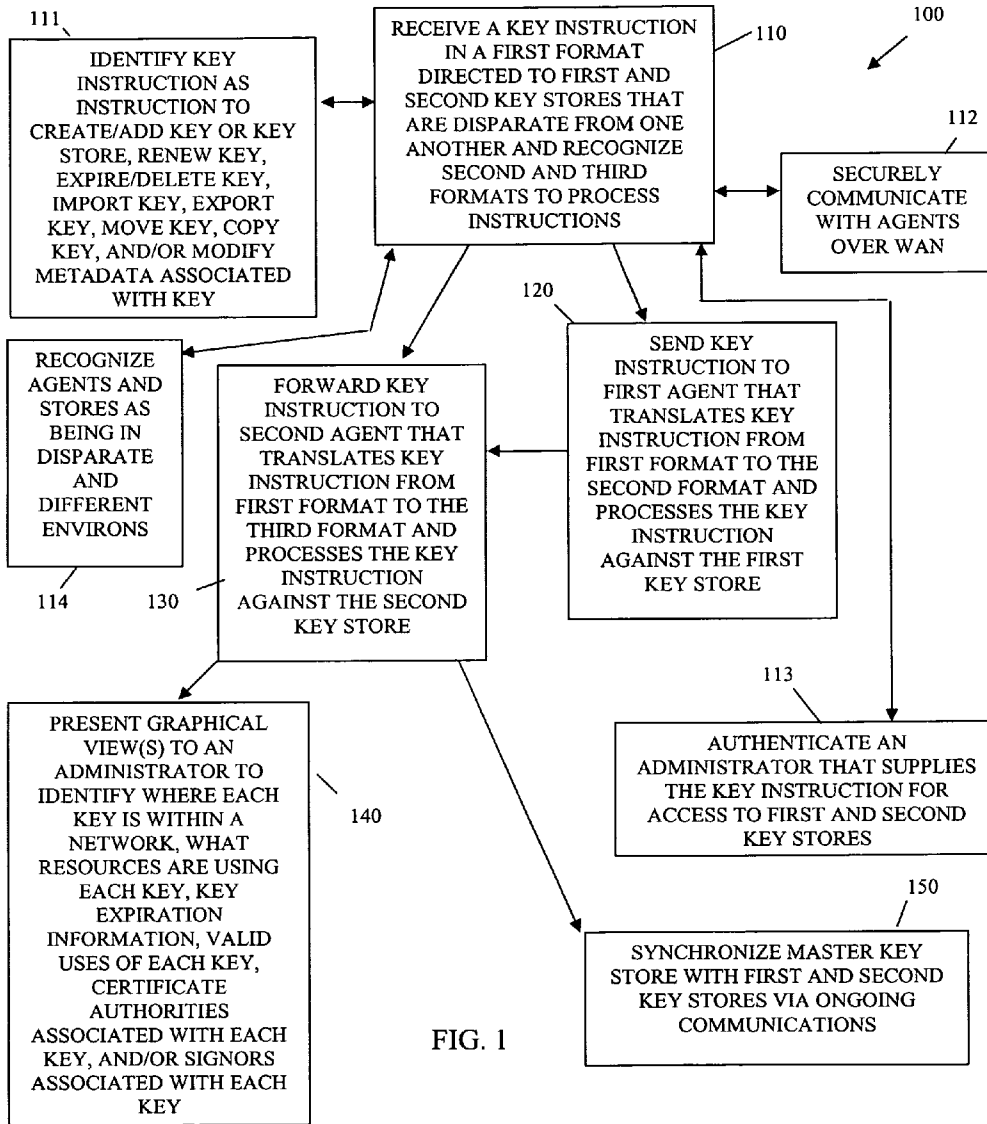 111
IDENTIFY KEY
INSTRUCTION AS
INSTRUCTION TO
CREATE/ADD KEY OR KEY
STORE, RENEW KEY,
EXPIRE/DELETE KEY,
IMPORT KEY, EXPORT
KEY, MOVE KEY, COPY
KEY, AND/OR MODIFY
METADATA ASSOCIATED
WITH KEY
RECEIVE A KEY INSTRUCTION
IN A FIRST FORMAT
DIRECTED TO FIRST AND
SECOND KEY STORES THAT
ARE DISPARATE FROM ONE
ANOTHER AND RECOGNIZE
SECOND AND THIRD
FORMATS TO PROCESS
INSTRUCTIONS
110
100
112
SECURELY
COMMUNICATE
WITH AGENTS
OVER WAN
RECOGNIZE
AGENTS AND
STORES AS
BEING IN
DISPARATE
AND
DIFFERENT
ENVIRONS
114
FORWARD KEY
INSTRUCTION TO
SECOND AGENT THAT
TRANSLATES KEY
INSTRUCTION FROM
FIRST FORMAT TO THE
THIRD FORMAT AND
PROCESSES THE KEY
INSTRUCTION
AGAINST THE SECOND
KEY STORE
130
120
SEND KEY
INSTRUCTION TO
FIRST AGENT THAT
TRANSLATES KEY
INSTRUCTION FROM
FIRST FORMAT TO THE
SECOND FORMAT AND
PROCESSES THE KEY
INSTRUCTION
AGAINST THE FIRST
KEY STORE
113
AUTHENTICATE AN
ADMINISTRATOR THAT SUPPLIES
THE KEY INSTRUCTION FOR
ACCESS TO FIRST AND SECOND
KEY STORES
PRESENT GRAPHICAL
VIEW(S) TO AN
ADMINISTRATOR TO
IDENTIFY WHERE EACH
KEY IS WITHIN A
NETWORK, WHAT
RESOURCES ARE USING
EACH KEY, KEY
EXPIRATION
INFORMATION, VALID
USES OF EACH KEY,
CERTIFICATE
AUTHORITIES
ASSOCIATED WITH EACH
KEY, AND/OR SIGNORS
ASSOCIATED WITH EACH
KEY
140
150
SYNCHRONIZE MASTER KEY
STORE WITH FIRST AND SECOND
KEY STORES VIA ONGOING
COMMUNICATIONS
FIG. 1